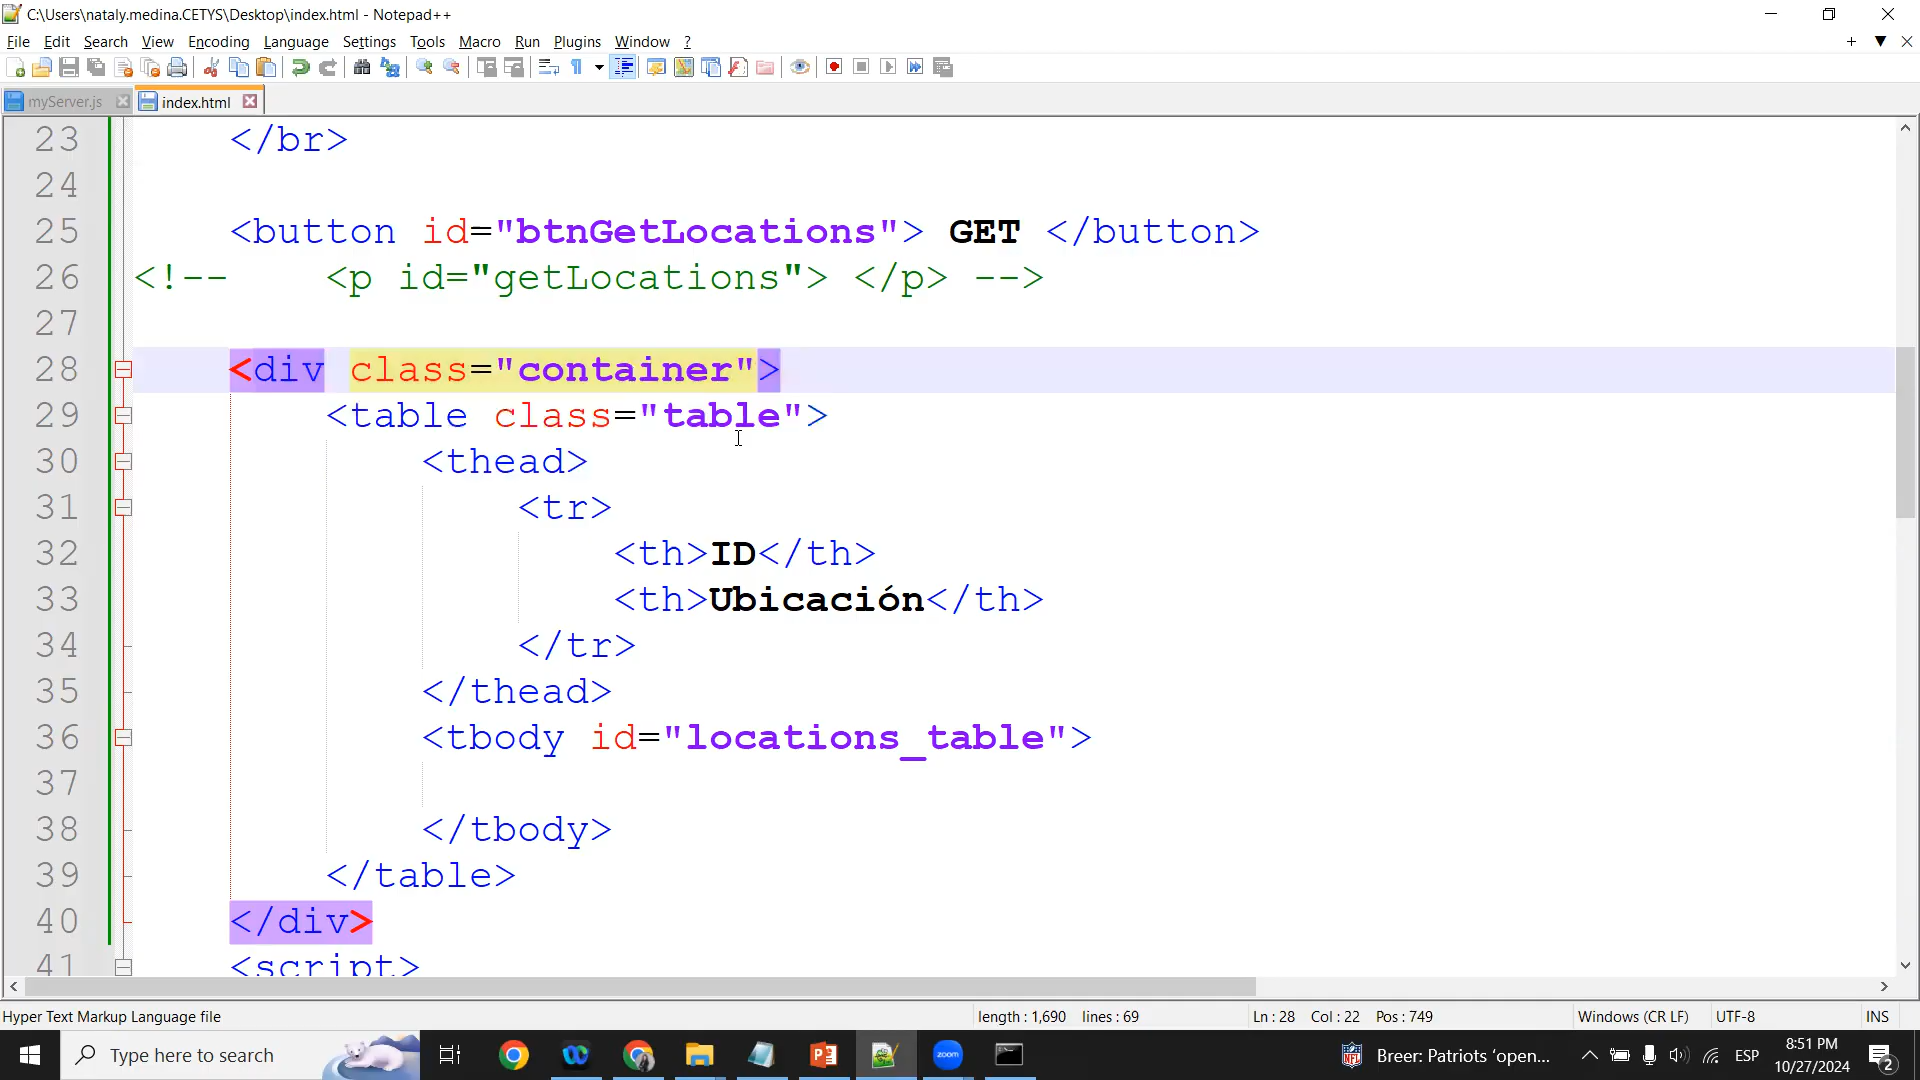 C:\Users\nataly.medina.CETYS\Desktop\index.html - Notepad++
File Edit Search View Encoding Language Settings Tools Macro Run Plugins Window ?
myServer.js index.html
23 </br>
24
25 <button id="btnGetLocations"> GET </button>
26 <!-- <p id="getLocations"> </p> -->
27
28 <div class="container">
29 <table class="table">
30 <thead>
31 <tr>
32 <th>ID</th>
33 <th>Ubicación</th>
34 </tr>
35 </thead>
36 <tbody id="locations_table">
37
38 </tbody>
39 </table>
40 </div>
41 <script>
Hyper Text Markup Language file length : 1,690 lines : 69 Ln : 28 Col : 22 Pos : 749 Windows (CR LF) UTF-8 INS
Type here to search zoom Breer: Patriots ‘open... ESP 8:51 PM
10/27/2024 2